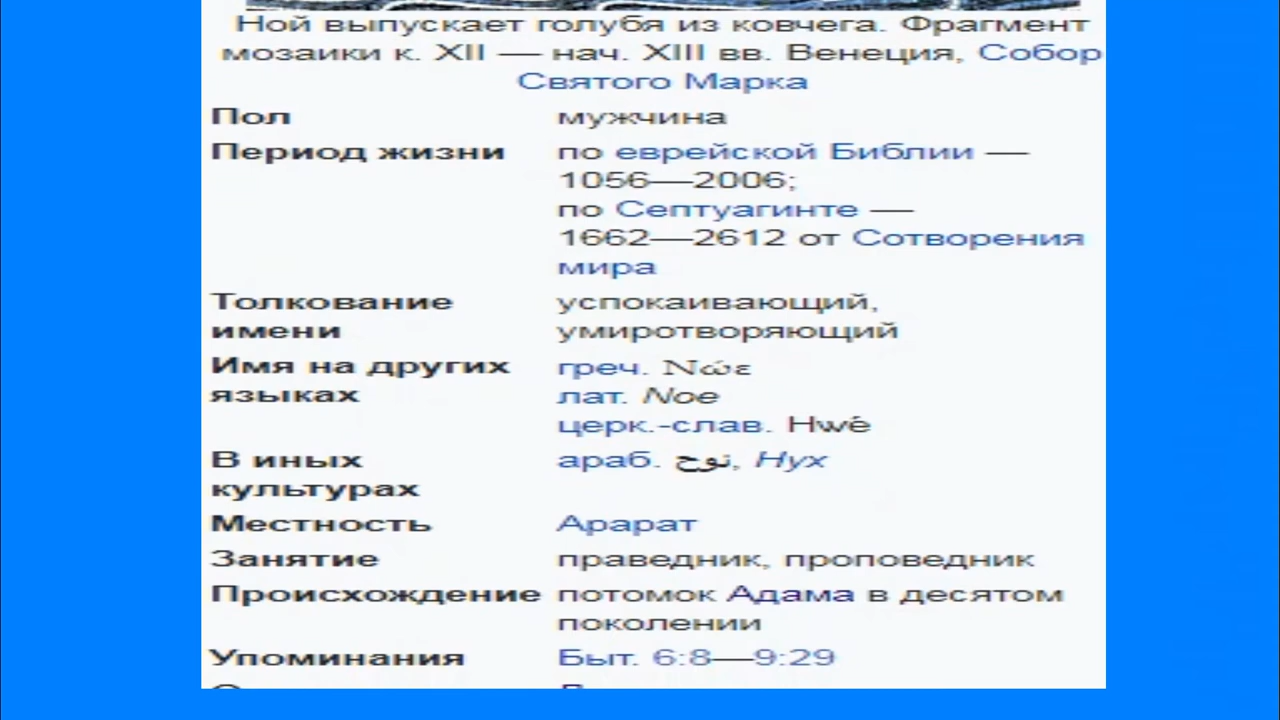 Ной выпускает голубя из ковчега. Фрагмент
мозаики к. XII — нач. XIII вв. Венеция, Собор
Святого Марка
Пол мужчина
Период жизни по еврейской Библии —
1056—2006;
по Септуагинте —
1662—2612 от Сотворения
мира
Толкование успокаивающий,
имени умиротворяющий
Имя на других греч. Νώε
языках лат. Noe
церк.-слав. Нwé
В иных араб. نوح, Нух
культурах
Местность Арарат
Занятие праведник, проповедник
Происхождение потомок Адама в десятом
поколении
Упоминания Быт. 6:8—9:29